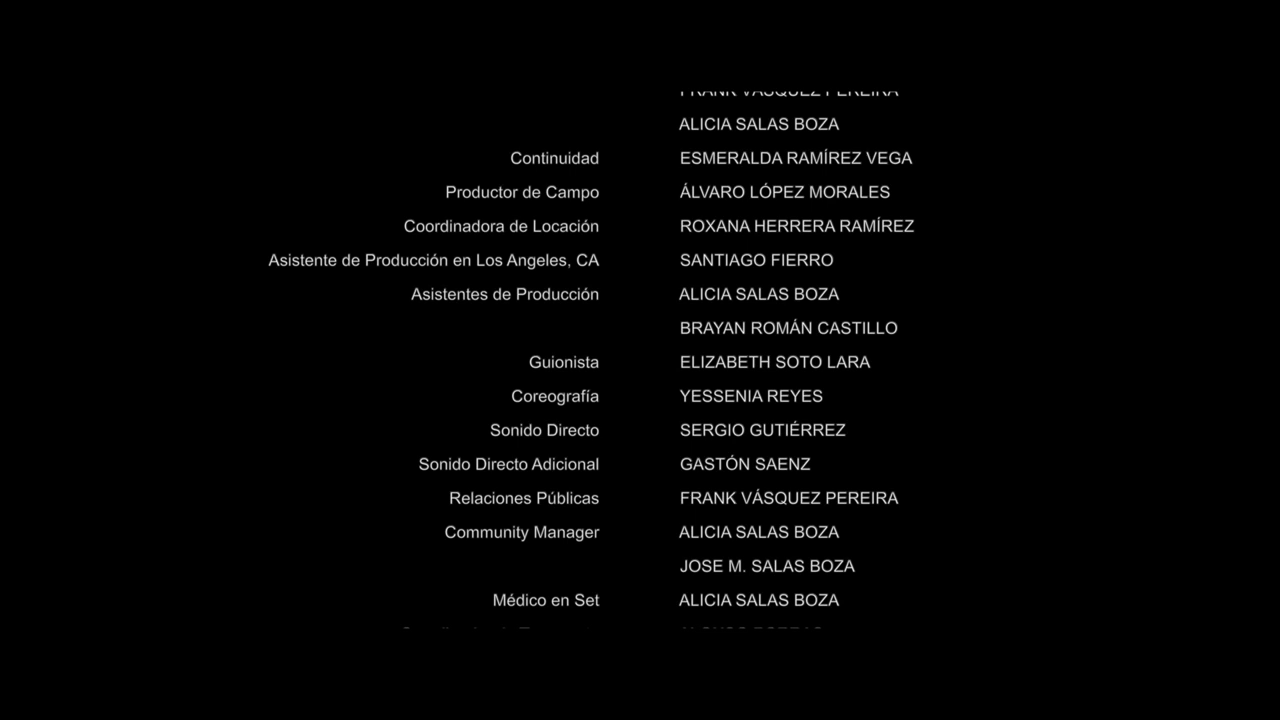 FRANK VÁSQUEZ PEREIRA
ALICIA SALAS BOZA
Continuidad ESMERALDA RAMÍREZ VEGA
Productor de Campo ÁLVARO LÓPEZ MORALES
Coordinadora de Locación ROXANA HERRERA RAMÍREZ
Asistente de Producción en Los Angeles, CA SANTIAGO FIERRO
Asistentes de Producción ALICIA SALAS BOZA
BRAYAN ROMÁN CASTILLO
Guionista ELIZABETH SOTO LARA
Coreografía YESSENIA REYES
Sonido Directo SERGIO GUTIÉRREZ
Sonido Directo Adicional GASTÓN SAENZ
Relaciones Públicas FRANK VÁSQUEZ PEREIRA
Community Manager ALICIA SALAS BOZA
JOSE M. SALAS BOZA
Médico en Set ALICIA SALAS BOZA